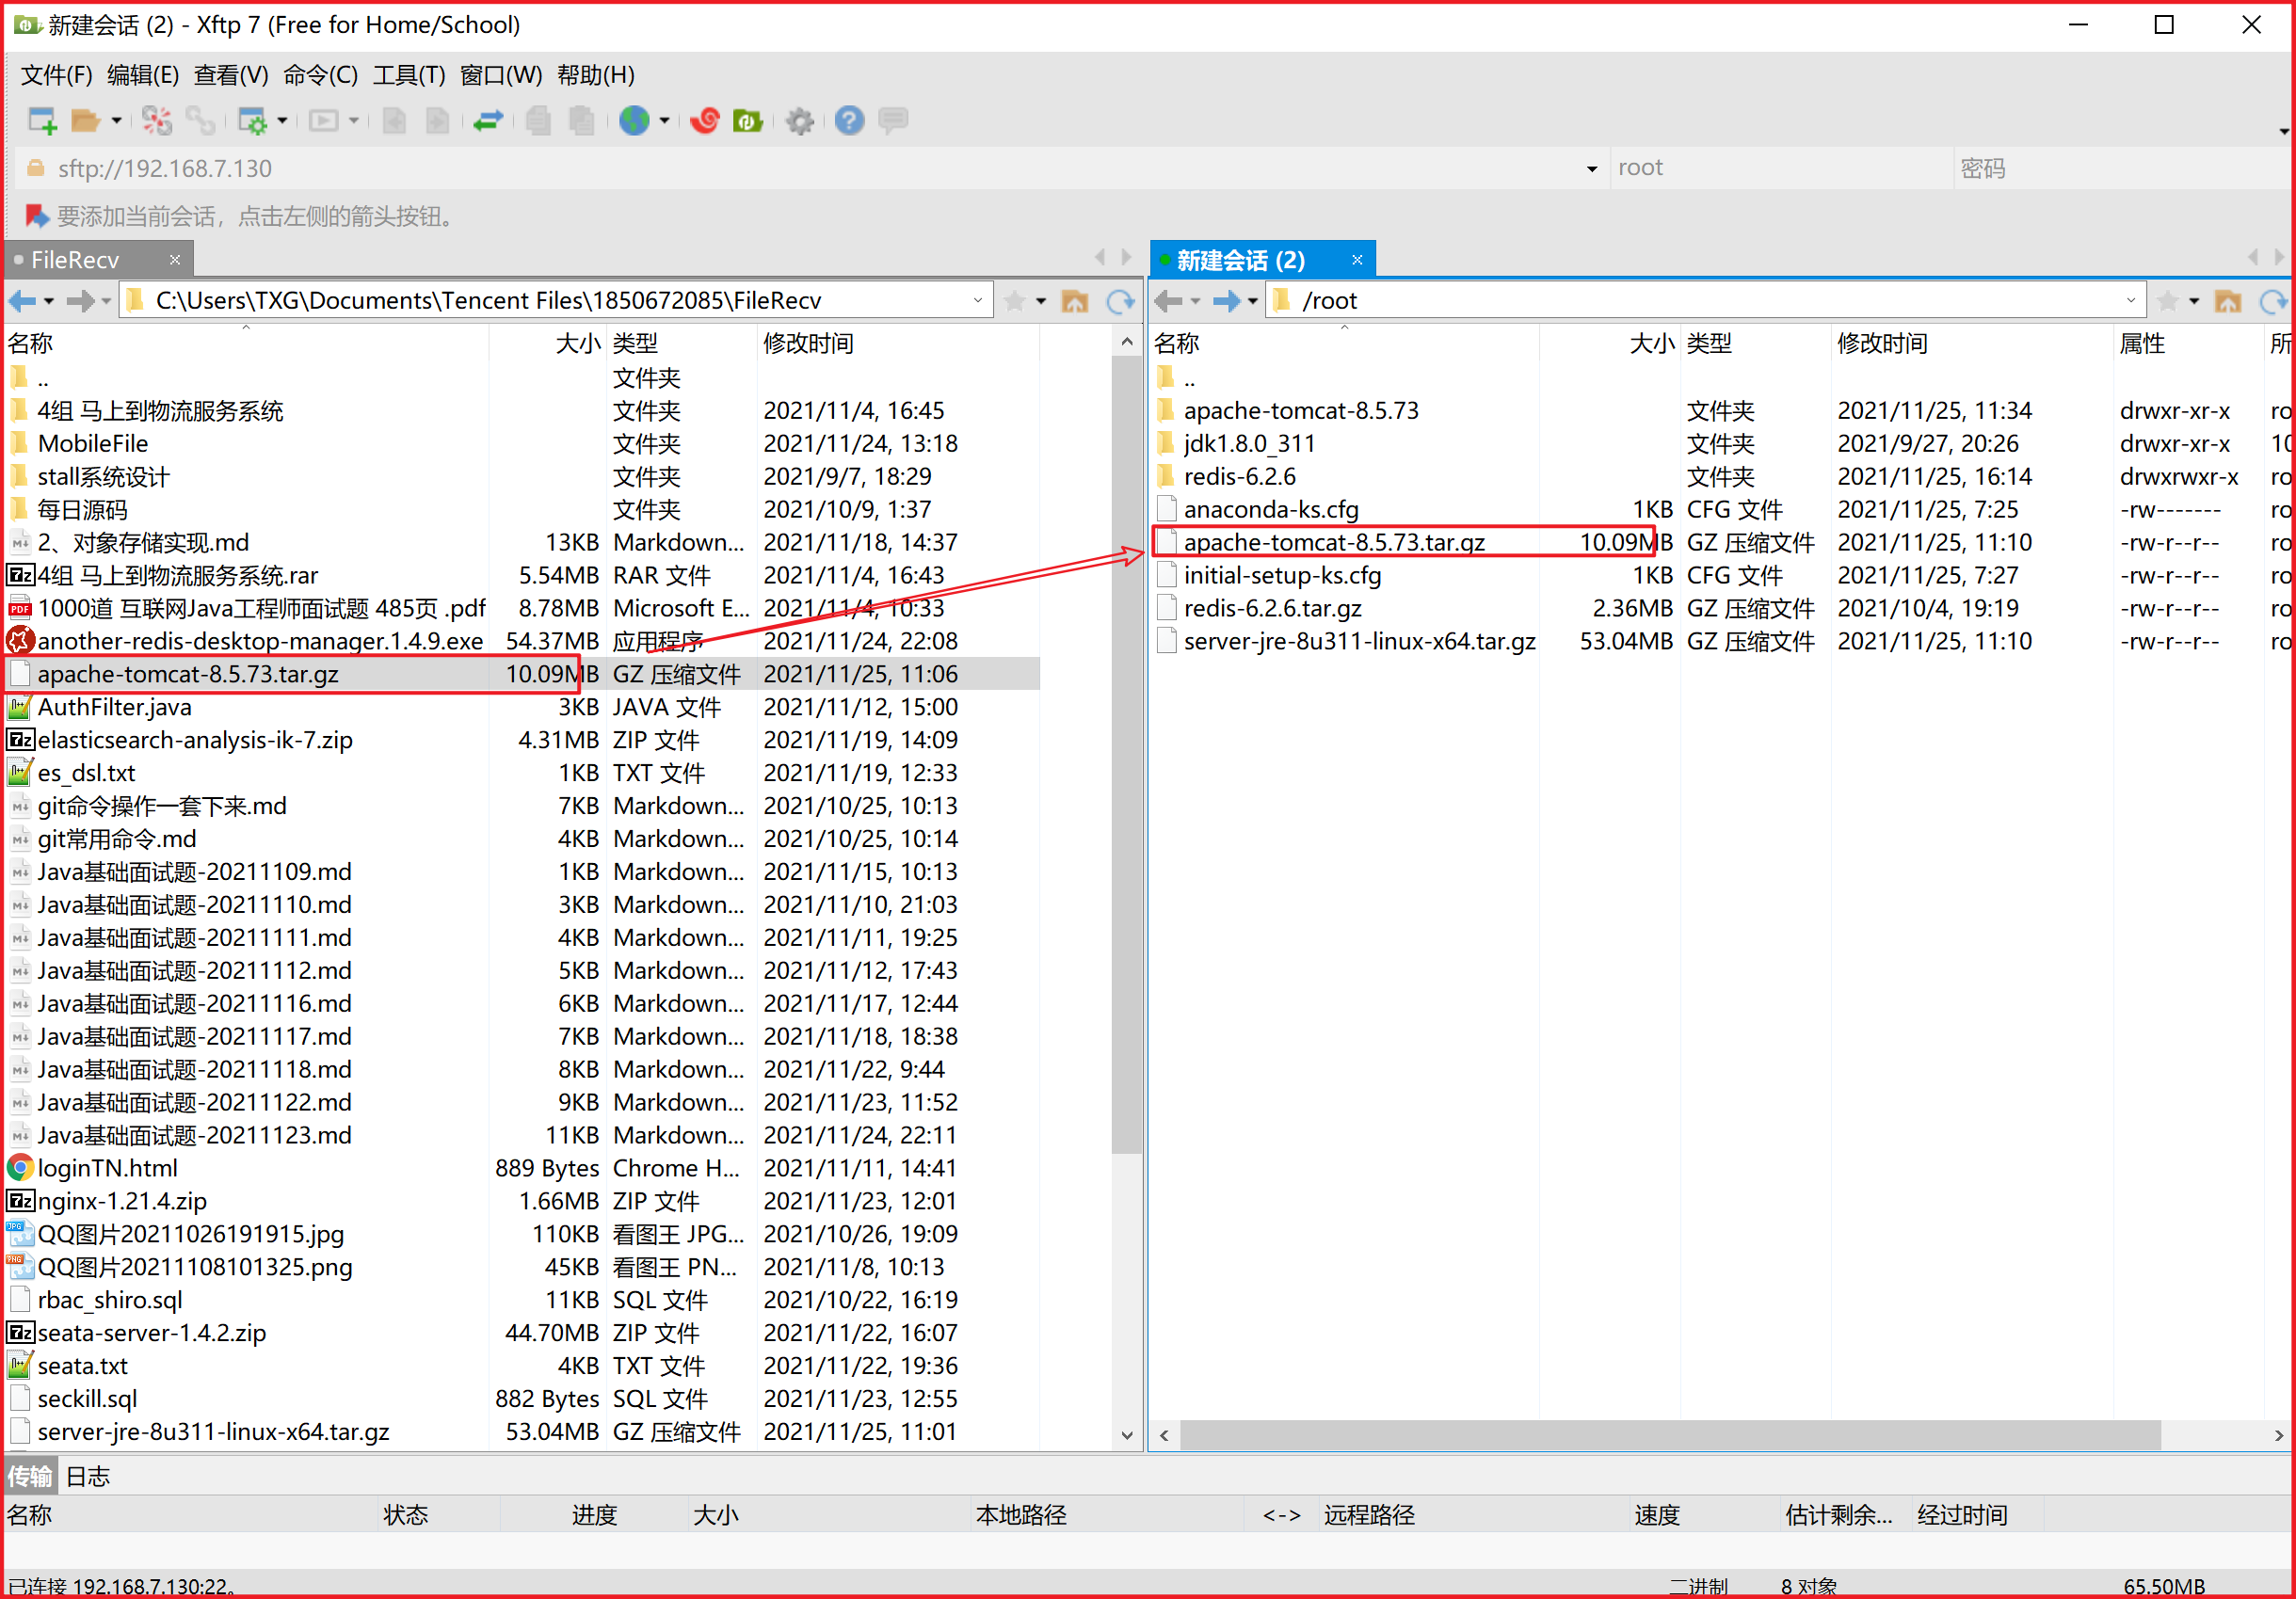 新建会话 (2) - Xftp 7 (Free for Home/School)
文件(F) 编辑(E) 查看(V) 命令(C) 工具(T) 窗口(W) 帮助(H)
sftp://192.168.7.130 root 密码
要添加当前会话，点击左侧的箭头按钮。
FileRecv
C:\Users\TXG\Documents\Tencent Files\1850672085\FileRecv
名称 大小 类型 修改时间
.. 文件夹
4组 马上到物流服务系统 文件夹 2021/11/4, 16:45
MobileFile 文件夹 2021/11/24, 13:18
stall系统设计 文件夹 2021/9/7, 18:29
每日源码 文件夹 2021/10/9, 1:37
2、对象存储实现.md 13KB Markdown... 2021/11/18, 14:37
4组 马上到物流服务系统.rar 5.54MB RAR 文件 2021/11/4, 16:43
1000道 互联网Java工程师面试题 485页 .pdf 8.78MB Microsoft E... 2021/11/4, 10:33
another-redis-desktop-manager.1.4.9.exe 54.37MB 应用程序 2021/11/24, 22:08
apache-tomcat-8.5.73.tar.gz 10.09MB GZ 压缩文件 2021/11/25, 11:06
AuthFilter.java 3KB JAVA 文件 2021/11/12, 15:00
elasticsearch-analysis-ik-7.zip 4.31MB ZIP 文件 2021/11/19, 14:09
es_dsl.txt 1KB TXT 文件 2021/11/19, 12:33
git命令操作一套下来.md 7KB Markdown... 2021/10/25, 10:13
git常用命令.md 4KB Markdown... 2021/10/25, 10:14
Java基础面试题-20211109.md 1KB Markdown... 2021/11/15, 10:13
Java基础面试题-20211110.md 3KB Markdown... 2021/11/10, 21:03
Java基础面试题-20211111.md 4KB Markdown... 2021/11/11, 19:25
Java基础面试题-20211112.md 5KB Markdown... 2021/11/12, 17:43
Java基础面试题-20211116.md 6KB Markdown... 2021/11/17, 12:44
Java基础面试题-20211117.md 7KB Markdown... 2021/11/18, 18:38
Java基础面试题-20211118.md 8KB Markdown... 2021/11/22, 9:44
Java基础面试题-20211122.md 9KB Markdown... 2021/11/23, 11:52
Java基础面试题-20211123.md 11KB Markdown... 2021/11/24, 22:11
loginTN.html 889 Bytes Chrome H... 2021/11/11, 14:41
nginx-1.21.4.zip 1.66MB ZIP 文件 2021/11/23, 12:01
QQ图片20211026191915.jpg 110KB 看图王 JPG... 2021/10/26, 19:09
QQ图片20211108101325.png 45KB 看图王 PN... 2021/11/8, 10:13
rbac_shiro.sql 11KB SQL 文件 2021/10/22, 16:19
seata-server-1.4.2.zip 44.70MB ZIP 文件 2021/11/22, 16:07
seata.txt 4KB TXT 文件 2021/11/22, 19:36
seckill.sql 882 Bytes SQL 文件 2021/11/23, 12:55
server-jre-8u311-linux-x64.tar.gz 53.04MB GZ 压缩文件 2021/11/25, 11:01
新建会话 (2)
/root
名称 大小 类型 修改时间 属性 所
.. 文件夹
apache-tomcat-8.5.73 文件夹 2021/11/25, 11:34 drwxr-xr-x ro
jdk1.8.0_311 文件夹 2021/9/27, 20:26 drwxr-xr-x 10
redis-6.2.6 文件夹 2021/11/25, 16:14 drwxrwxr-x ro
anaconda-ks.cfg 1KB CFG 文件 2021/11/25, 7:25 -rw------- ro
apache-tomcat-8.5.73.tar.gz 10.09MB GZ 压缩文件 2021/11/25, 11:10 -rw-r--r-- ro
initial-setup-ks.cfg 1KB CFG 文件 2021/11/25, 7:27 -rw-r--r-- ro
redis-6.2.6.tar.gz 2.36MB GZ 压缩文件 2021/10/4, 19:19 -rw-r--r-- ro
server-jre-8u311-linux-x64.tar.gz 53.04MB GZ 压缩文件 2021/11/25, 11:10 -rw-r--r-- ro
传输 日志
名称 状态 进度 大小 本地路径 <-> 远程路径 速度 估计剩余... 经过时间
已连接 192.168.7.130:22。 二进制 8 对象 65.50MB